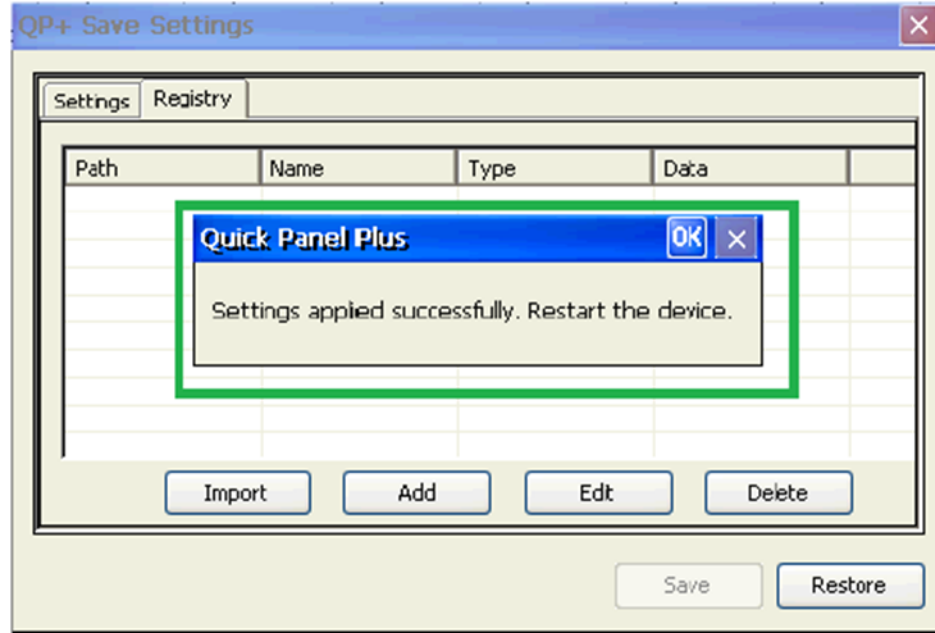 QP+ Save Settings
Settings Registry
Path Name Type Data
Quick Panel Plus OK
Settings applied successfully. Restart the device.
Import Add Edit Delete
Save Restore